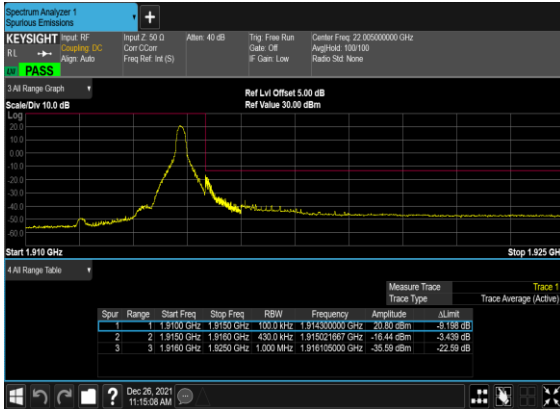 Spectrum Analyzer 1
Spurious Emissions
KEYSIGHT
RL
Input: RF
Coupling: DC
Align: Auto
Input Z: 50 Ω
Corr CCorr
Freq Ref: Int (S)
Atten: 40 dB
Trig: Free Run
Gate: Off
IF Gain: Low
Center Freq: 22.005000000 GHz
Avg|Hold: 100/100
Radio Std: None
PASS
3 All Range Graph
Scale/Div 10.0 dB
Ref Lvl Offset 5.00 dB
Ref Value 30.00 dBm
Log
20.0
10.0
0.00
-10.0
-20.0
-30.0
-40.0
-50.0
-60.0
Start 1.910 GHz
Stop 1.925 GH
4 All Range Table
Measure Trace Trace 1
Trace Type Trace Average (Active)
Spur Range Start Freq Stop Freq RBW Frequency Amplitude ΔLimit
1 1 1.9100 GHz 1.9150 GHz 100.0 kHz 1.914300000 GHz 20.80 dBm -9.198 dB
2 2 1.9150 GHz 1.9160 GHz 430.0 kHz 1.915021667 GHz -16.44 dBm -3.439 dB
3 3 1.9160 GHz 1.9250 GHz 1.000 MHz 1.916105000 GHz -35.59 dBm -22.59 dB
Dec 26, 2021
11:15:08 AM